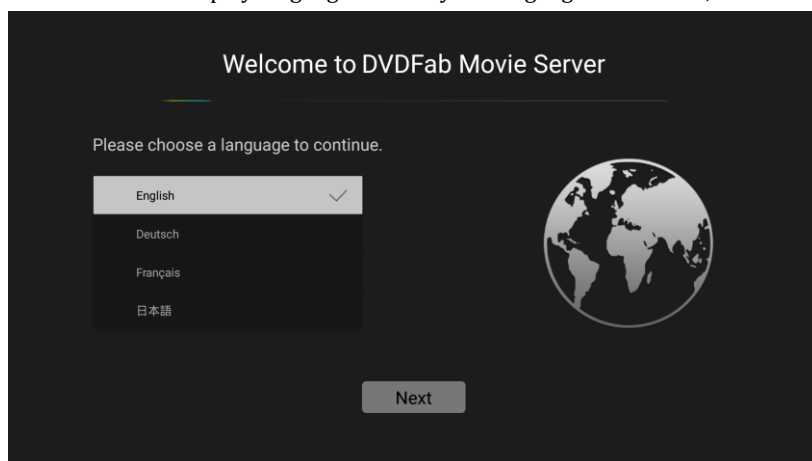 Welcome to DVDFab Movie Server
Please choose a language to continue.
English
Deutsch
Français
日本語
Next